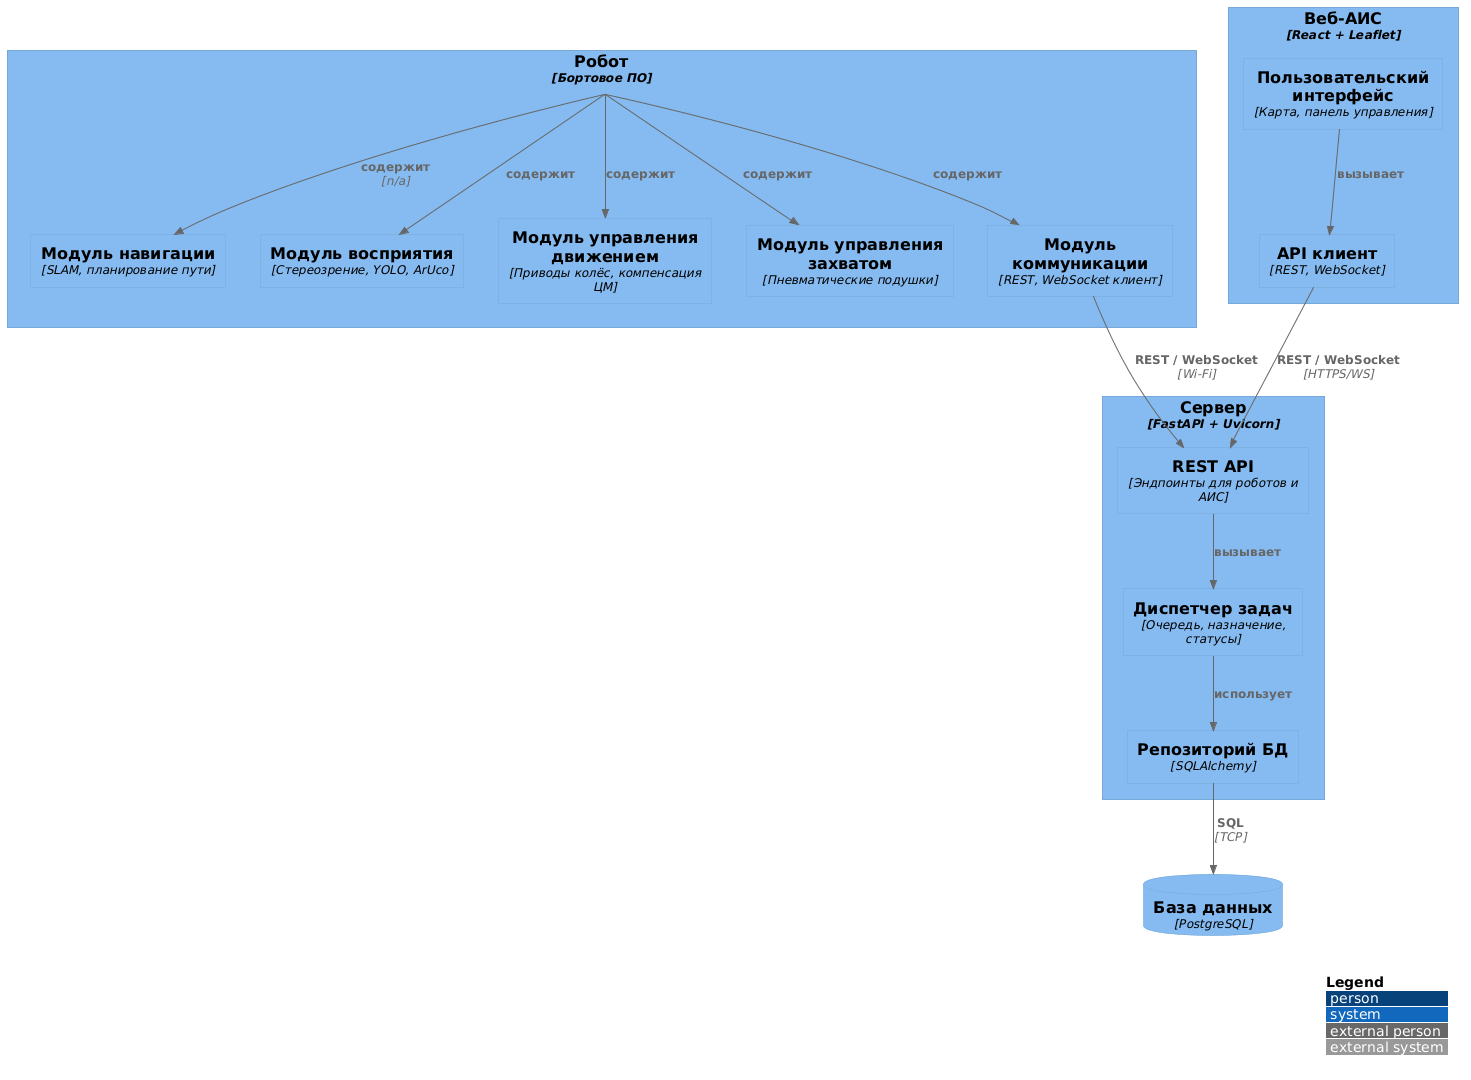 Веб-АИС
[React + Leaflet]
Пользовательский
интерфейс
[Карта, панель управления]
вызывает
API клиент
[REST, WebSocket]
Робот
[Бортовое ПО]
содержит
[n/a]
содержит
содержит
содержит
содержит
Модуль навигации
[SLAM, планирование пути]
Модуль восприятия
[Стереозрение, YOLO, ArUco]
Модуль управления
движением
[Приводы колёс, компенсация
ЦМ]
Модуль управления
захватом
[Пневматические подушки]
Модуль
коммуникации
[REST, WebSocket клиент]
REST / WebSocket
[Wi-Fi]
REST / WebSocket
[HTTPS/WS]
Сервер
[FastAPI + Uvicorn]
REST API
[Эндпоинты для роботов и
АИС]
вызывает
Диспетчер задач
[Очередь, назначение,
статусы]
использует
Репозиторий БД
[SQLAlchemy]
SQL
[TCP]
База данных
[PostgreSQL]
Legend
person
system
external person
external system